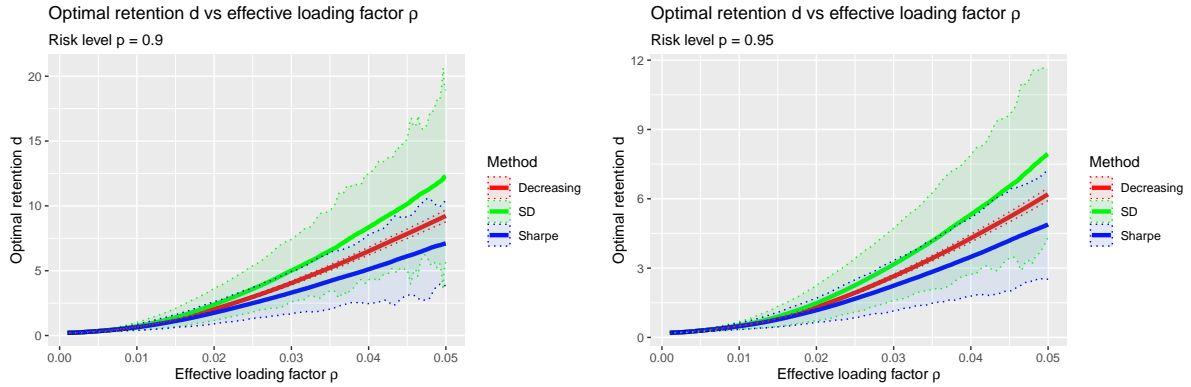 Optimal retention d vs effective loading factor ρ
Risk level p = 0.9
20
15
10
5
0
Optimal retention d
0.00 0.01 0.02 0.03 0.04 0.05
Effective loading factor ρ
Method
Decreasing
SD
Sharpe
Optimal retention d vs effective loading factor ρ
Risk level p = 0.95
12
9
6
3
0
Optimal retention d
0.00 0.01 0.02 0.03 0.04 0.05
Effective loading factor ρ
Method
Decreasing
SD
Sharpe